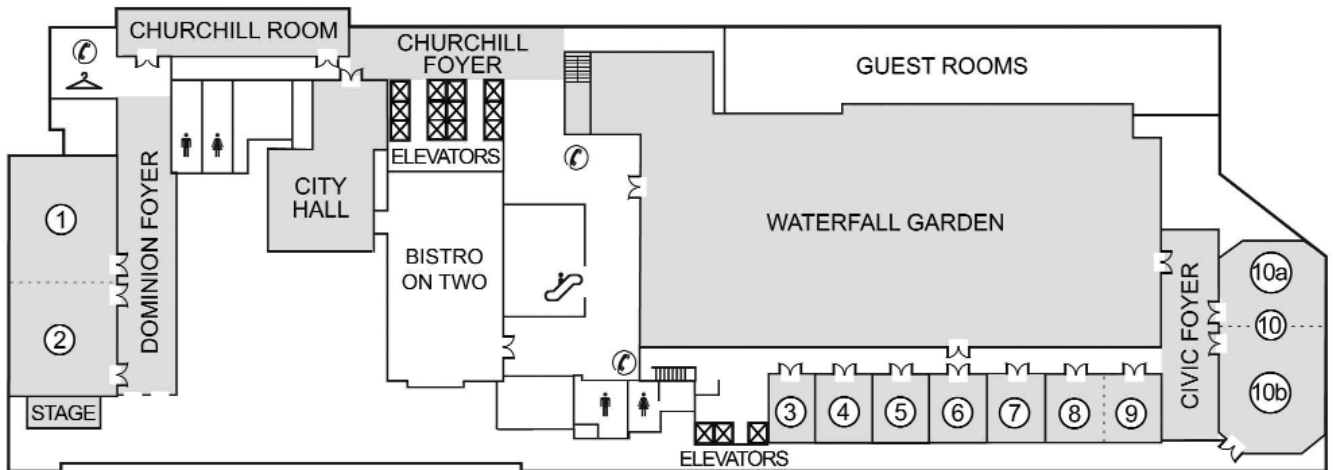 CHURCHILL ROOM
CHURCHILL
FOYER
GUEST ROOMS
ELEVATORS
DOMINION FOYER
1
CITY
HALL
WATERFALL GARDEN
BISTRO
ON TWO
10a
10
2
CIVIC FOYER
10b
STAGE
3
4
5
6
7
8
9
ELEVATORS